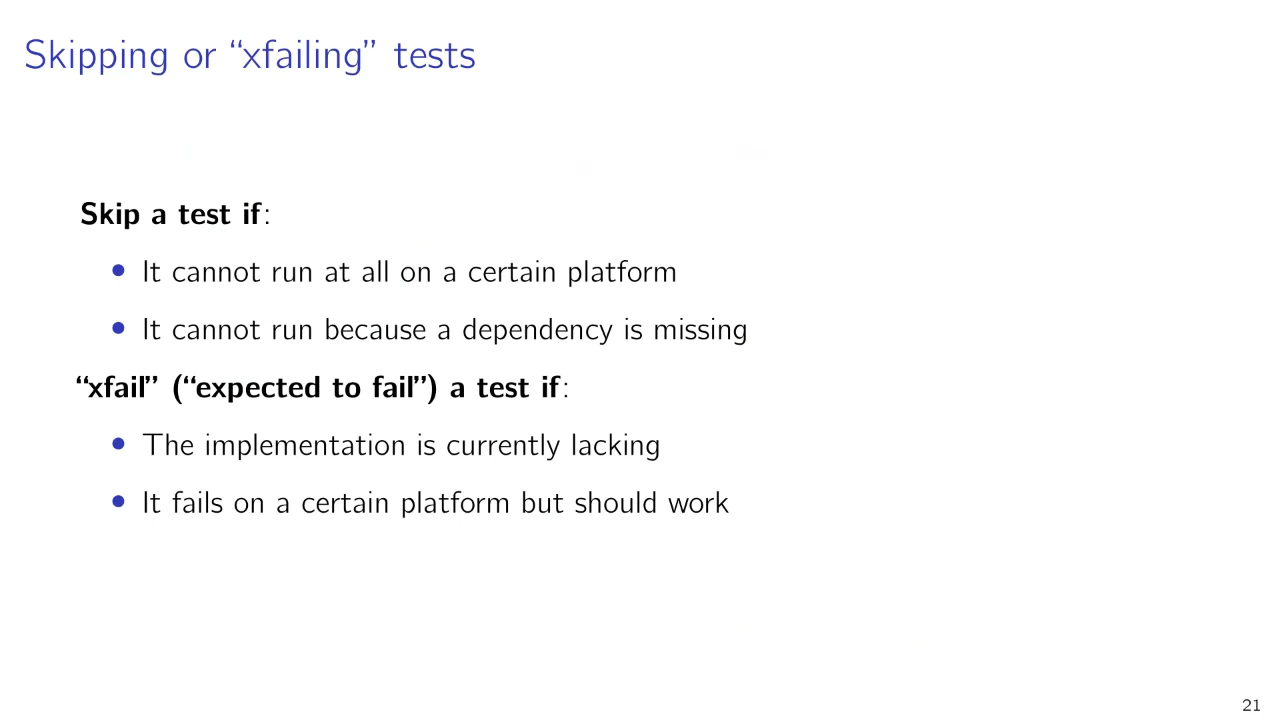 Skipping or “xfailing” tests
Skip a test if:
• It cannot run at all on a certain platform
• It cannot run because a dependency is missing
“xfail” (“expected to fail”) a test if:
• The implementation is currently lacking
• It fails on a certain platform but should work
21